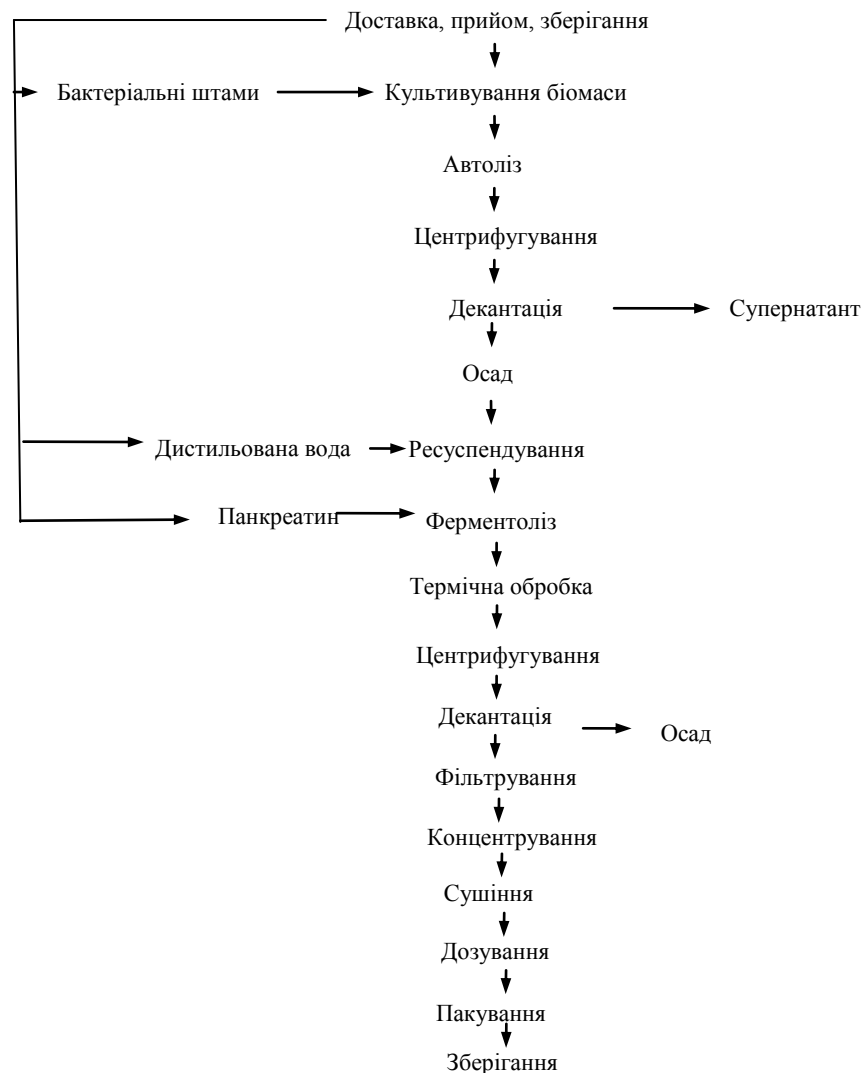 Доставка, прийом, зберігання
Бактеріальні штами
Культивування біомаси
Автоліз
Центрифугування
Декантація
Супернатант
Осад
Дистильована вода
Ресуспендування
Панкреатин
Ферментоліз
Термічна обробка
Центрифугування
Декантація
Осад
Фільтрування
Концентрування
Сушіння
Дозування
Пакування
Зберігання